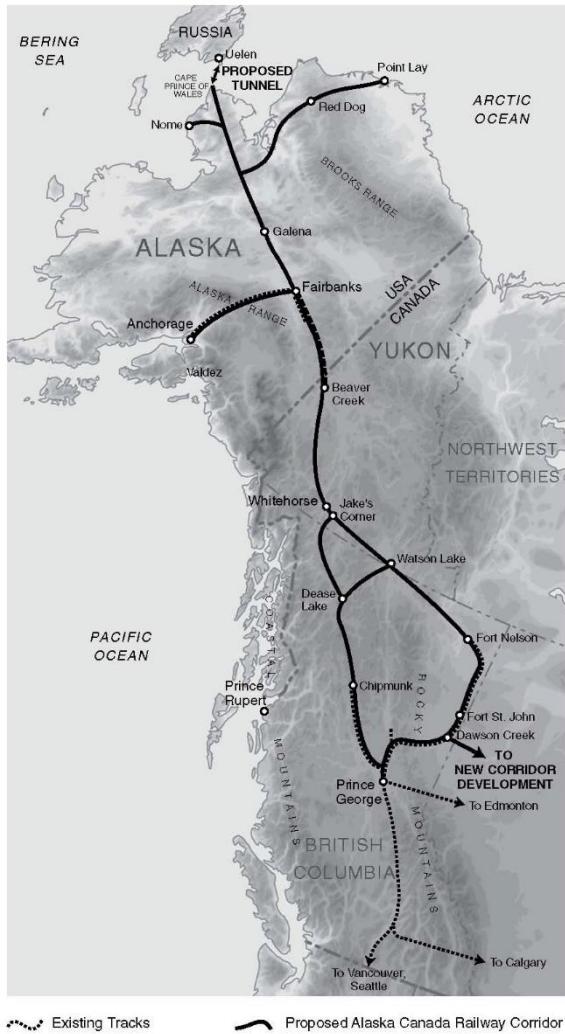 RUSSIA
BERING
SEA
Uelen
PROPOSED
TUNNEL
CAPE
PRINCE OF
WALES
Point Lay
Red Dog
ARCTIC
OCEAN
Nome
BROOKS RANGE
Galena
ALASKA
USA
CANADA
Fairbanks
ALASKA RANGE
Anchorage
YUKON
Valdez
Beaver
Creek
NORTHWEST
TERRITORIES
Whitehorse
Jake's
Corner
Watson Lake
Dease
Lake
PACIFIC
OCEAN
COASTAL
MOUNTAINS
Fort Nelson
Chipmunk
ROCKY
MOUNTAINS
Prince
Rupert
Fort St. John
Dawson Creek
TO
NEW CORRIDOR
DEVELOPMENT
Prince
George
To Edmonton
BRITISH
COLUMBIA
To Vancouver,
Seattle
To Calgary
Existing Tracks
Proposed Alaska Canada Railway Corridor